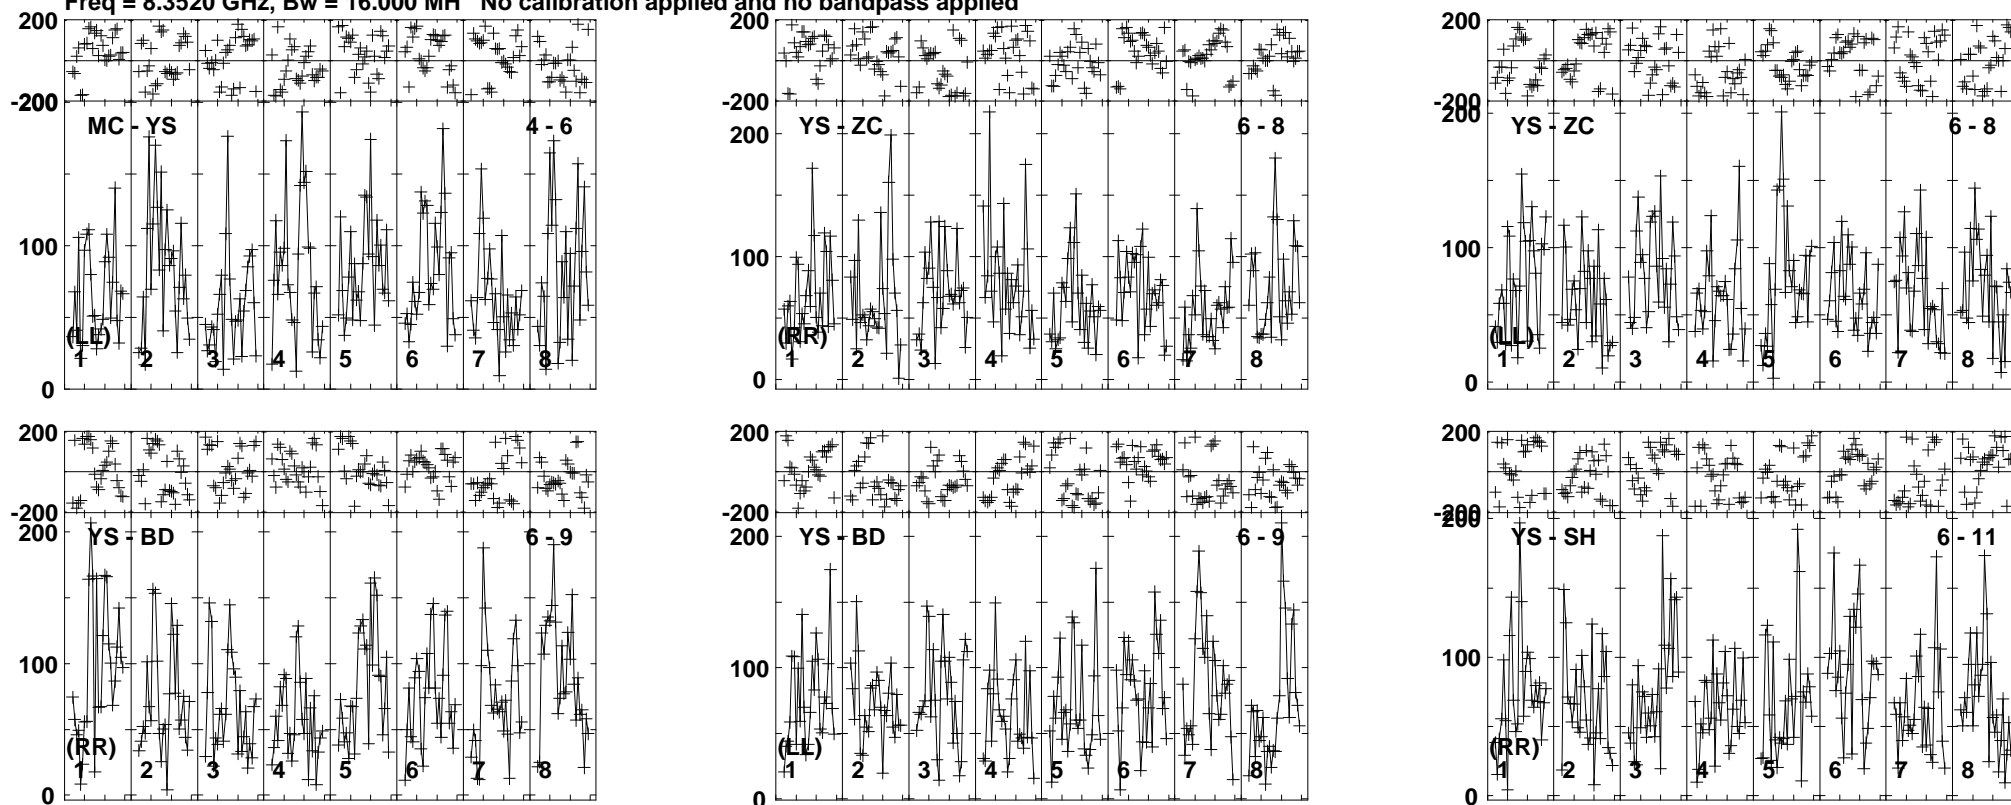 Freq = 8.3520 GHz, Bw = 16.000 MH   No calibration applied and no bandpass applied
200 200 200
-200 -200 -200
200
MC - YS 4 - 6 YS - ZC 6 - 8 YS - ZC 6 - 8
200
100 100 100
(LL) (RR) (LL)
1 2 3 4 5 6 7 8 1 2 3 4 5 6 7 8 1 2 3 4 5 6 7 8
0 0 0
200 200 200
-200 -200 -200
200
YS - BD 6 - 9 YS - BD 6 - 9 YS - SH 6 - 11
200 200
100 100 100
(RR) (LL) (RR)
1 2 3 4 5 6 7 8 1 2 3 4 5 6 7 8 1 2 3 4 5 6 7 8
0 0 0